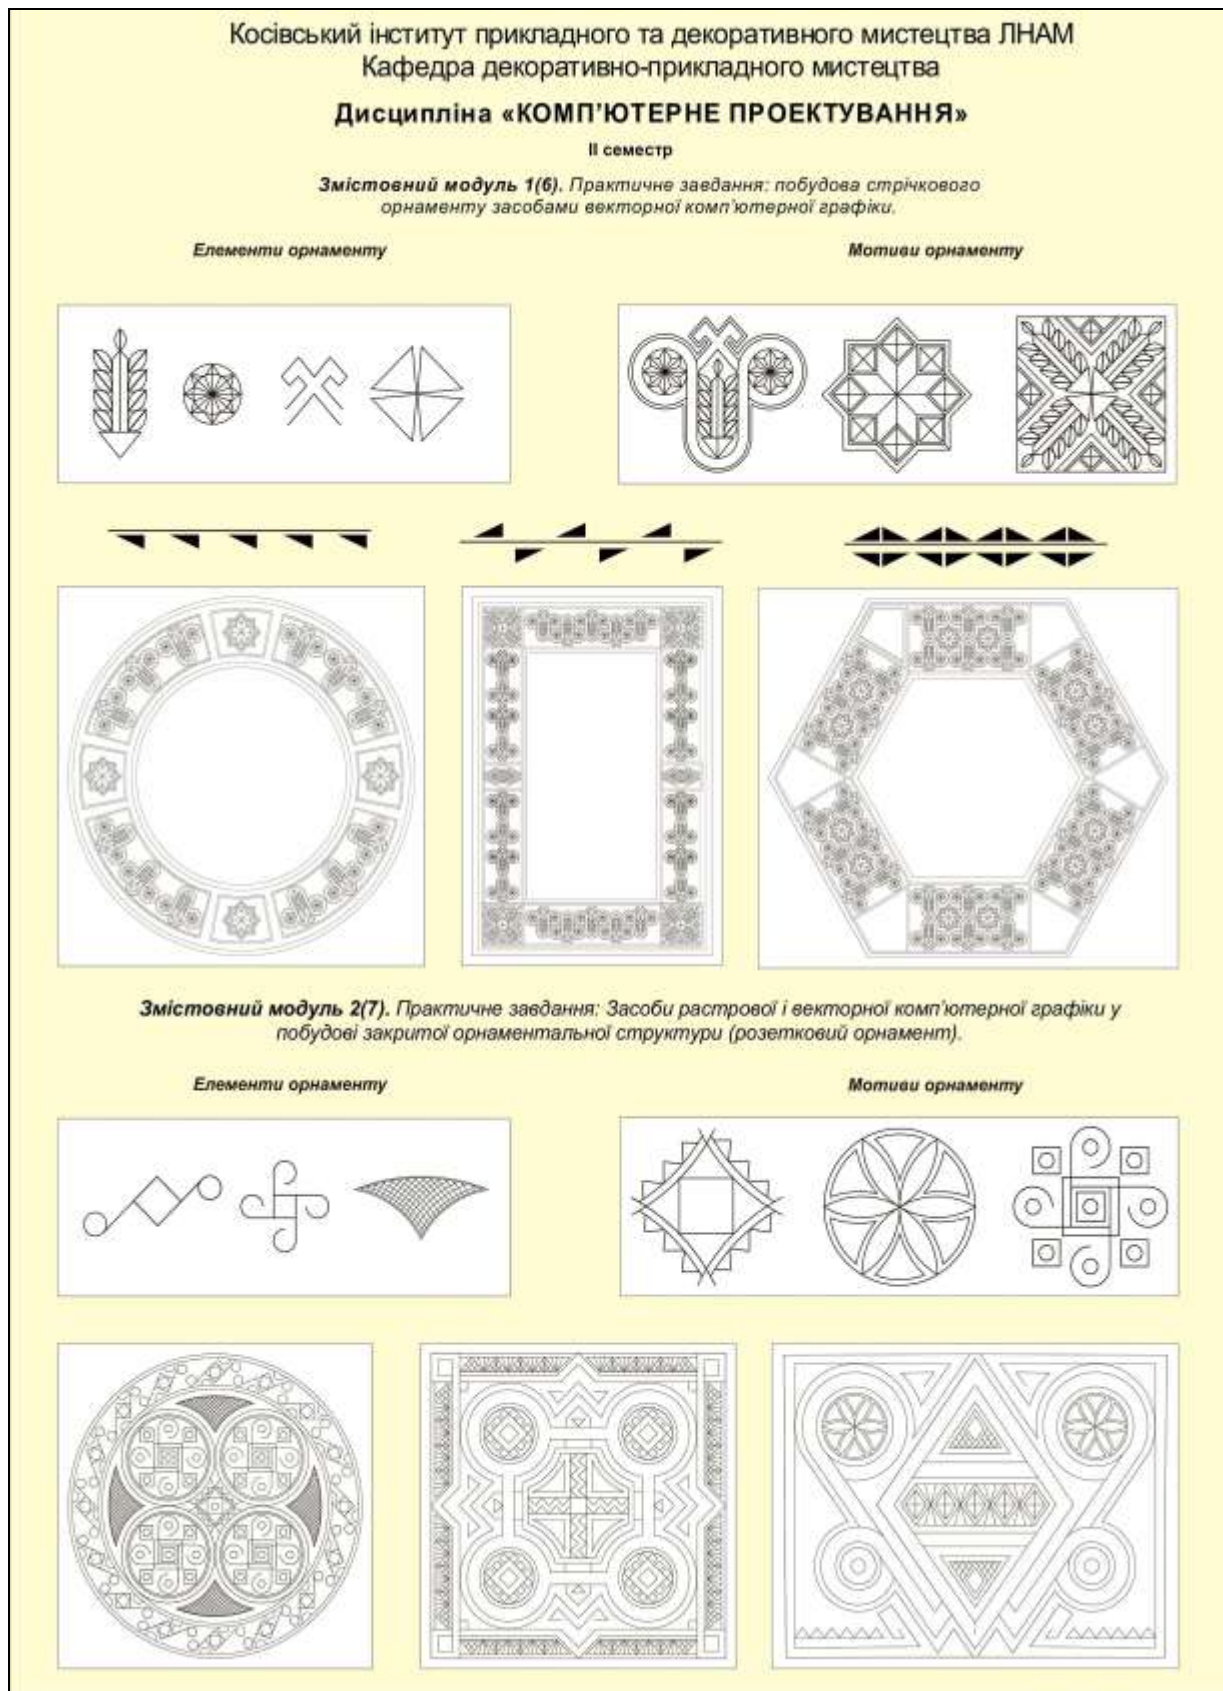 Косівський інститут прикладного та декоративного мистецтва ЛНАМ
Кафедра декоративно-прикладного мистецтва
Дисципліна «КОМП’ЮТЕРНЕ ПРОЕКТУВАННЯ»
ІІ семестр
Змістовний модуль 1(6). Практичне завдання: побудова стрічкового
орнаменту засобами векторної комп’ютерної графіки.
Елементи орнаменту
Мотиви орнаменту
Змістовний модуль 2(7). Практичне завдання: Засоби растрової і векторної комп’ютерної графіки у
побудові закритої орнаментальної структури (розетковий орнамент).
Елементи орнаменту
Мотиви орнаменту